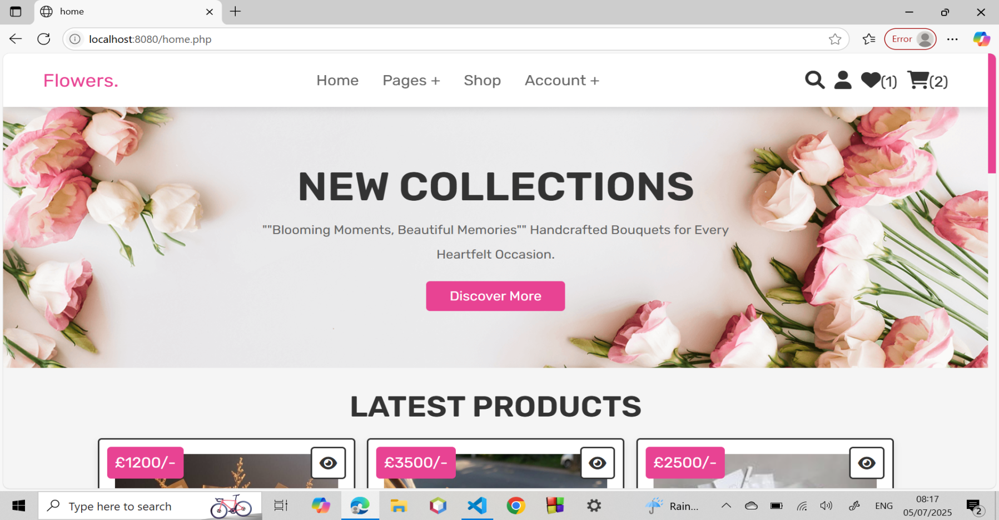 home
localhost:8080/home.php
Error
Flowers.
Home Pages + Shop Account +
(1) (2)
NEW COLLECTIONS
""Blooming Moments, Beautiful Memories"" Handcrafted Bouquets for Every
Heartfelt Occasion.
Discover More
LATEST PRODUCTS
£1200/- £3500/- £2500/-
Type here to search
Rain...
ENG
08:17
05/07/2025
2